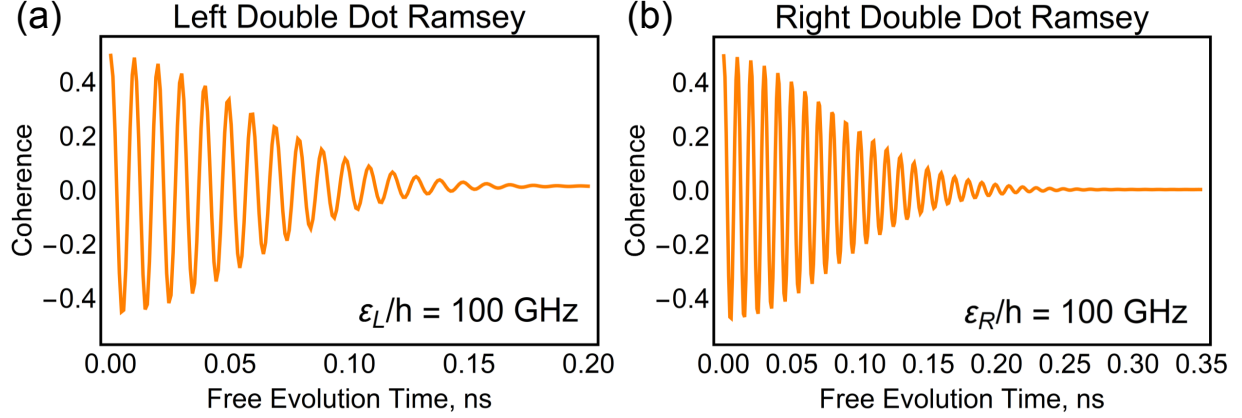 (a) Left Double Dot Ramsey
Coherence
0.4
0.2
0.0
−0.2
−0.4
εL/h = 100 GHz
0.00 0.05 0.10 0.15 0.20
Free Evolution Time, ns
(b) Right Double Dot Ramsey
Coherence
0.4
0.2
0.0
−0.2
−0.4
εR/h = 100 GHz
0.00 0.05 0.10 0.15 0.20 0.25 0.30 0.35
Free Evolution Time, ns